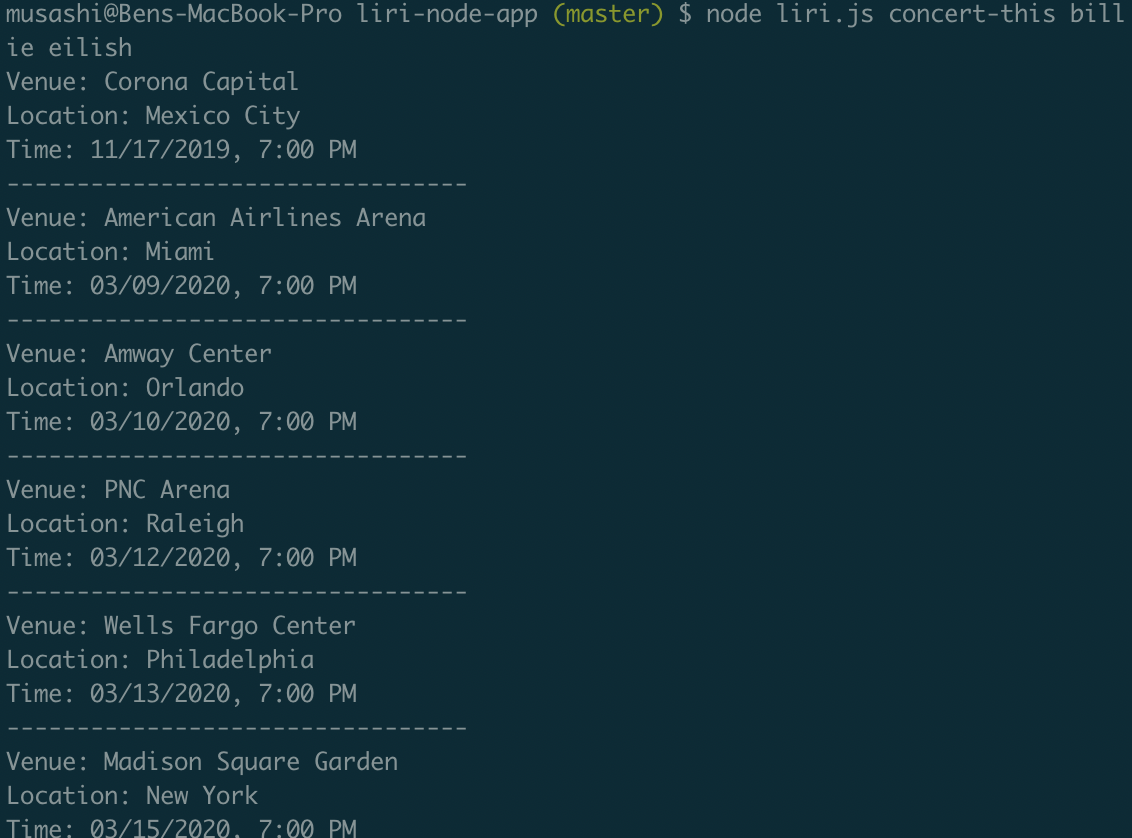 musashi@Bens-MacBook-Pro liri-node-app (master) $ node liri.js concert-this bill
ie eilish
Venue: Corona Capital
Location: Mexico City
Time: 11/17/2019, 7:00 PM
---------------------------------
Venue: American Airlines Arena
Location: Miami
Time: 03/09/2020, 7:00 PM
---------------------------------
Venue: Amway Center
Location: Orlando
Time: 03/10/2020, 7:00 PM
---------------------------------
Venue: PNC Arena
Location: Raleigh
Time: 03/12/2020, 7:00 PM
---------------------------------
Venue: Wells Fargo Center
Location: Philadelphia
Time: 03/13/2020, 7:00 PM
---------------------------------
Venue: Madison Square Garden
Location: New York
Time: 03/15/2020, 7:00 PM